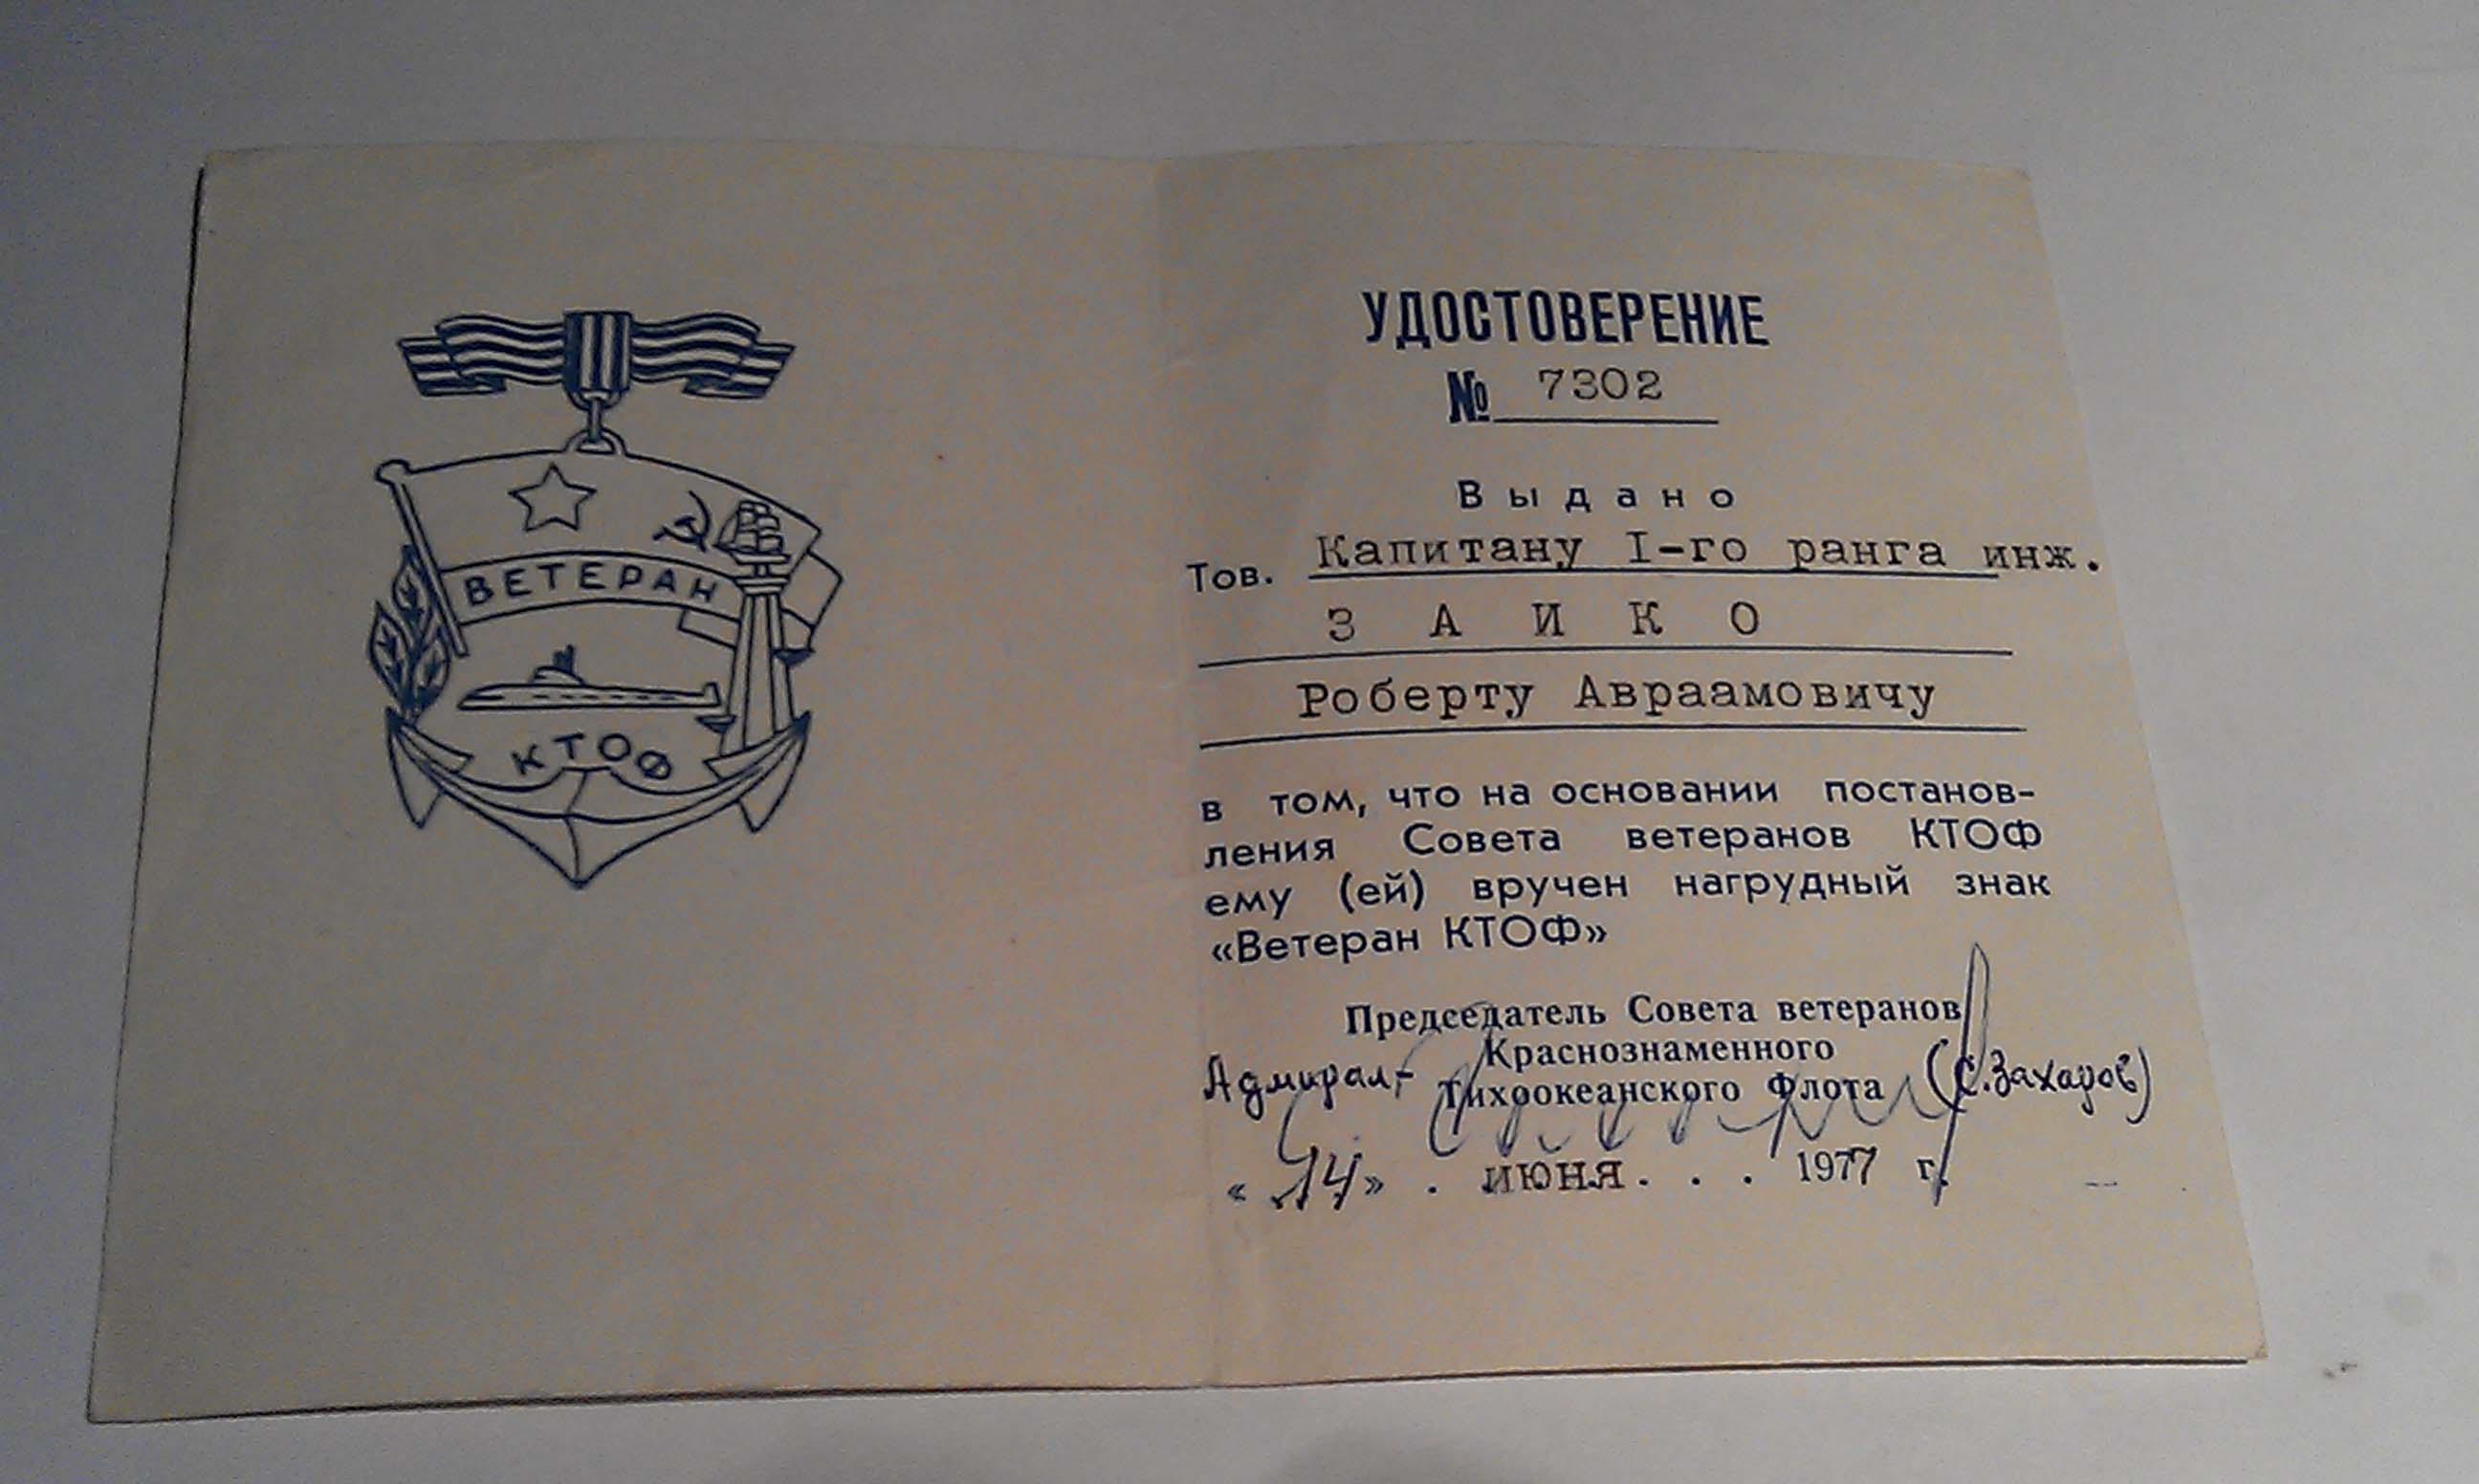 ВЕТЕРАН
КТОФ
УДОСТОВЕРЕНИЕ
№ 7302
Выдано
Тов. Капитану I-го ранга инж.
ЗАИКО
Роберту Авраамовичу
в том, что на основании постанов-
ления Совета ветеранов КТОФ
ему (ей) вручен нагрудный знак
«Ветеран КТОФ»
Председатель Совета ветеранов
Краснознаменного
Адмирал- Тихоокеанского Флота (С.Захаров)
«14» . июня. . . 1977 г.